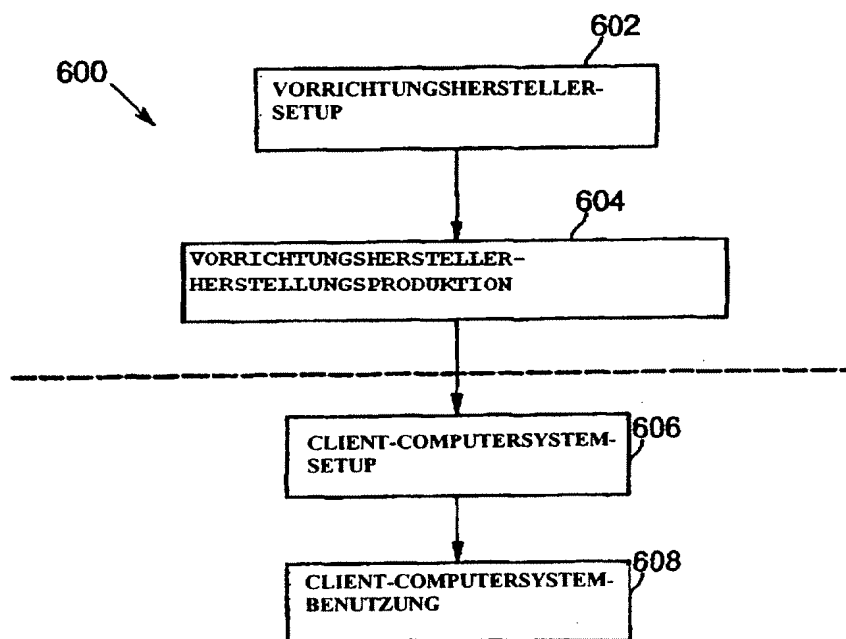 600
602
VORRICHTUNGSHERSTELLER-
SETUP
604
VORRICHTUNGSHERSTELLER-
HERSTELLUNGSPRODUKTION
606
CLIENT-COMPUTERSYSTEM-
SETUP
608
CLIENT-COMPUTERSYSTEM-
BENUTZUNG